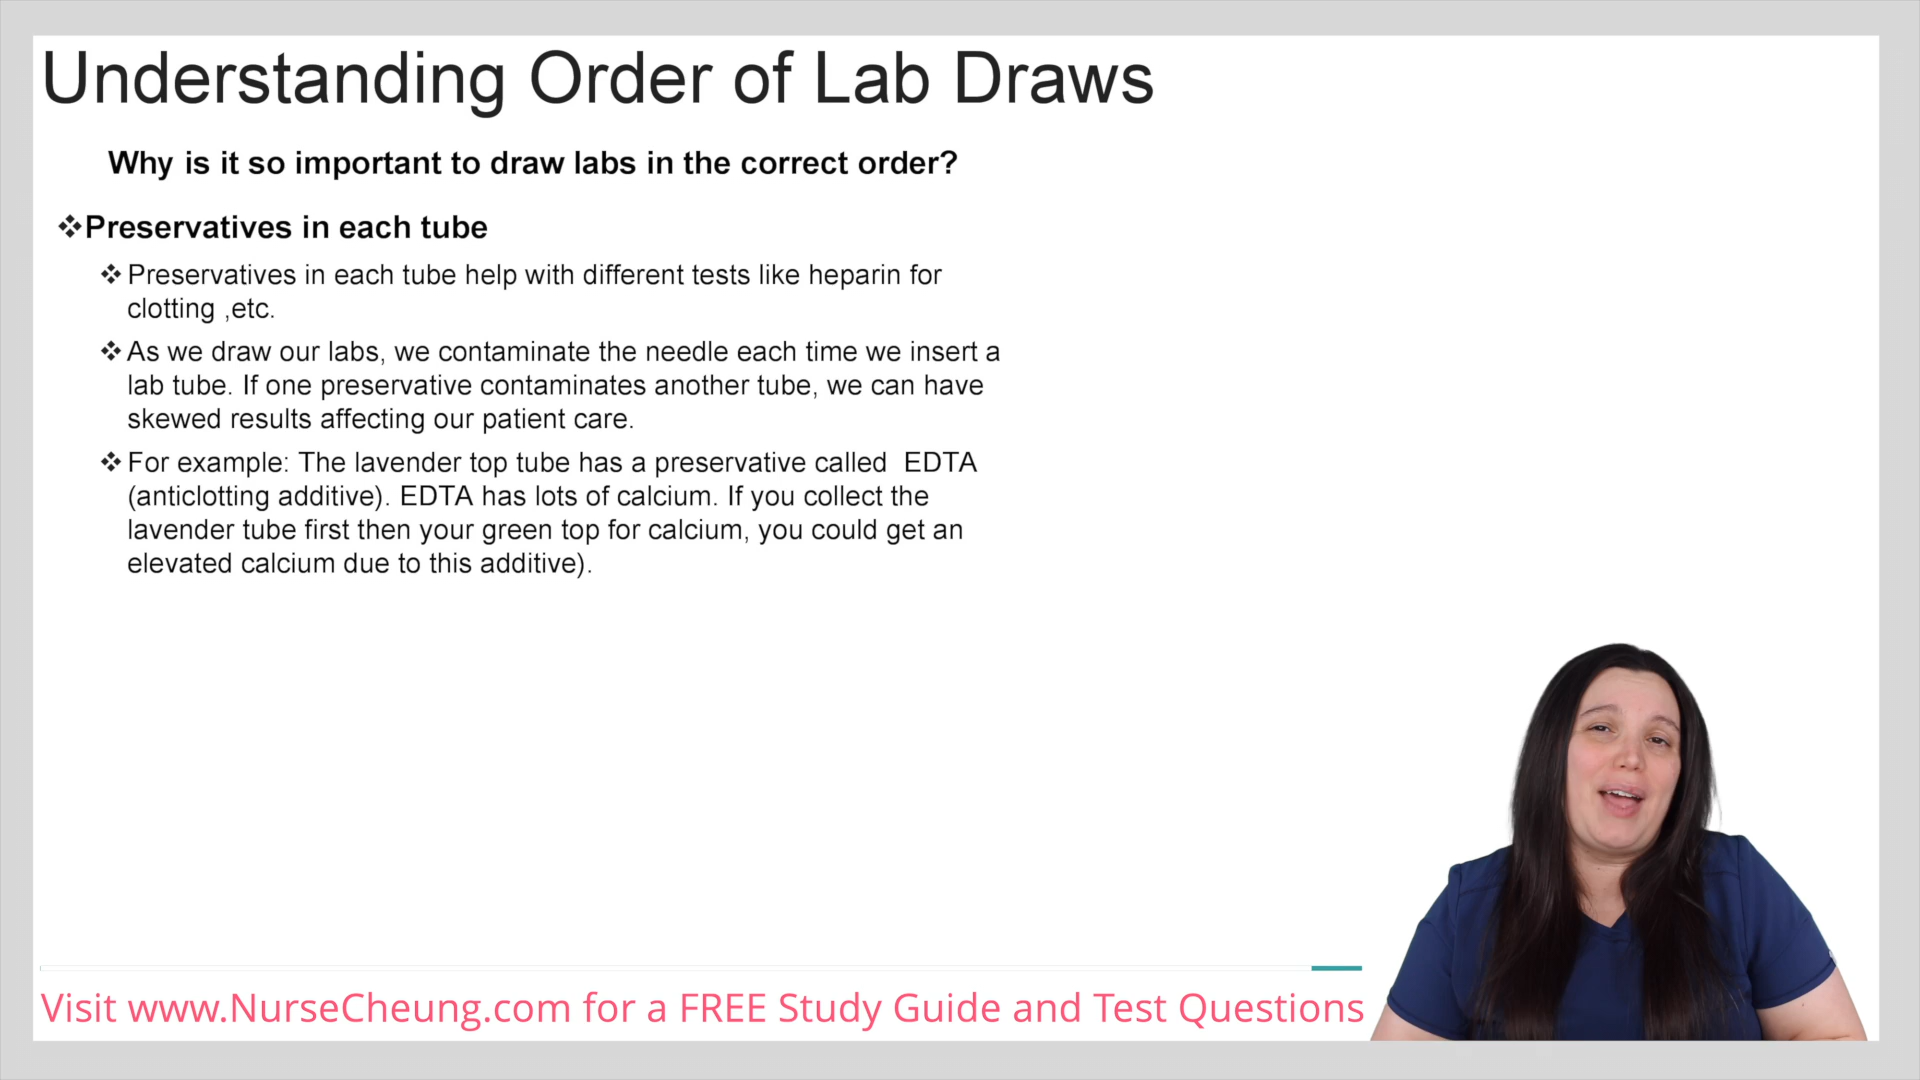 Understanding Order of Lab Draws
Why is it so important to draw labs in the correct order?
❖Preservatives in each tube
❖Preservatives in each tube help with different tests like heparin for
clotting ,etc.
❖As we draw our labs, we contaminate the needle each time we insert a
lab tube. If one preservative contaminates another tube, we can have
skewed results affecting our patient care.
❖For example: The lavender top tube has a preservative called  EDTA
(anticlotting additive). EDTA has lots of calcium. If you collect the
lavender tube first then your green top for calcium, you could get an
elevated calcium due to this additive).
Visit www.NurseCheung.com for a FREE Study Guide and Test Questions